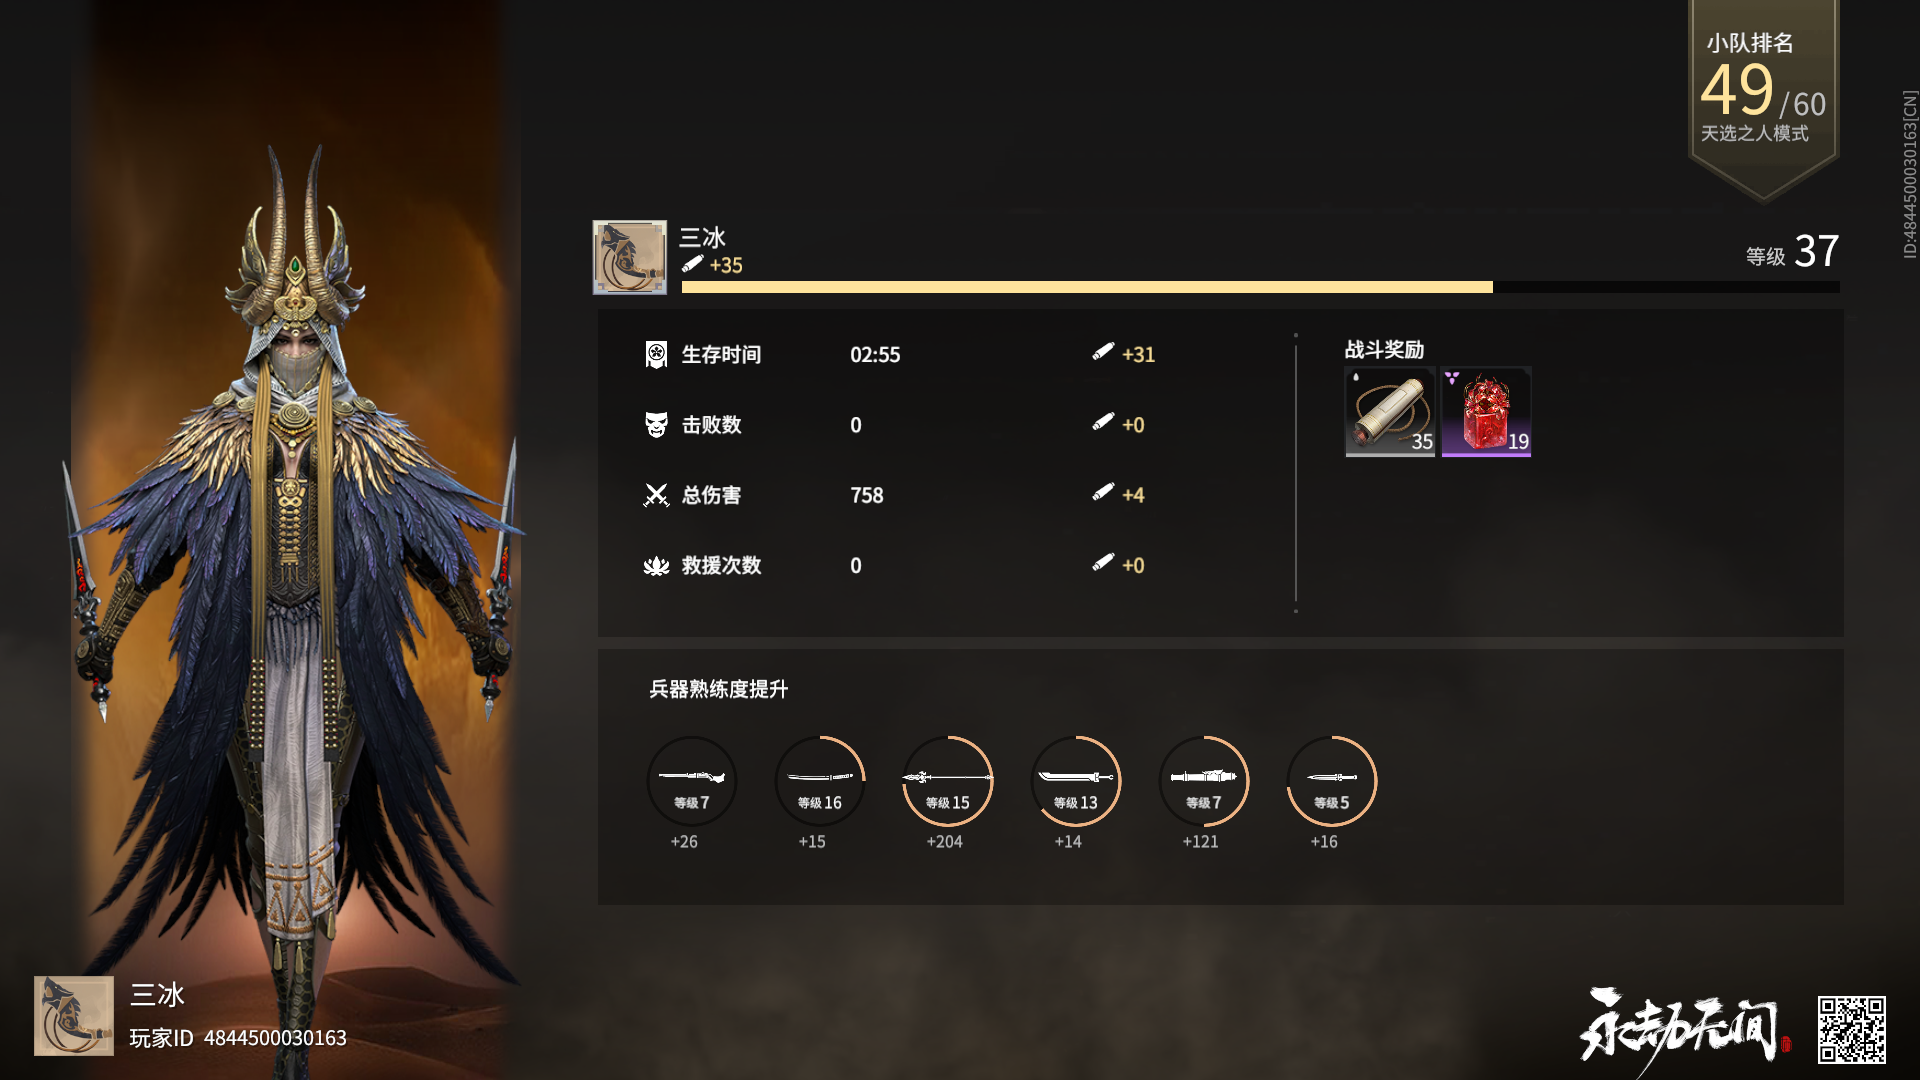 小队排名
49/60
天选之人模式
ID:4844500030163[CN]
三冰
+35
等级 37
生存时间 02:55 +31
击败数 0 +0
总伤害 758 +4
救援次数 0 +0
战斗奖励
35 19
兵器熟练度提升
等级7 等级16 等级15 等级13 等级7 等级5
+26 +15 +204 +14 +121 +16
三冰
玩家ID 4844500030163
永劫无间